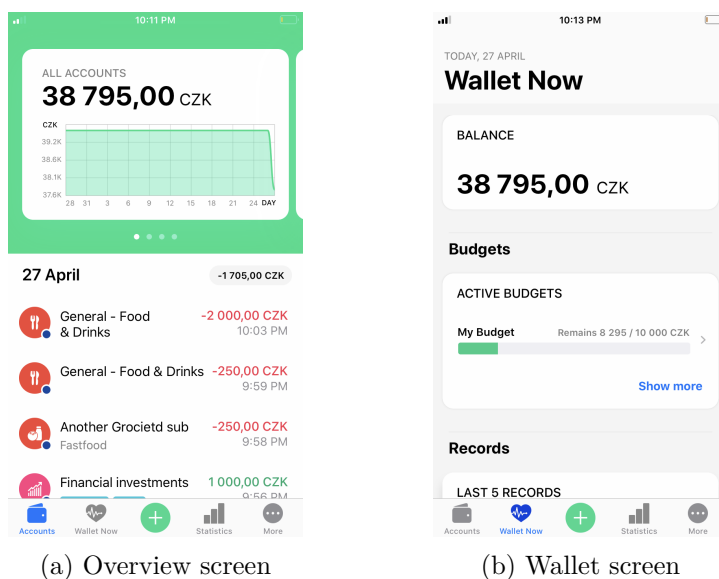 10:11 PM
ALL ACCOUNTS
38 795,00 CZK
CZK
39.2K
38.6K
38.1K
37.6K
28 31 3 6 9 12 15 18 21 24 DAY
27 April
-1 705,00 CZK
General - Food
& Drinks
-2 000,00 CZK
10:03 PM
General - Food & Drinks
-250,00 CZK
9:59 PM
Another Grocietd sub
Fastfood
-250,00 CZK
9:58 PM
Financial investments
1 000,00 CZK
9:56 PM
Accounts
Wallet Now
Statistics
More
(a) Overview screen
10:13 PM
TODAY, 27 APRIL
Wallet Now
BALANCE
38 795,00 CZK
Budgets
ACTIVE BUDGETS
My Budget
Remains 8 295 / 10 000 CZK
Show more
Records
LAST 5 RECORDS
Accounts
Wallet Now
Statistics
More
(b) Wallet screen